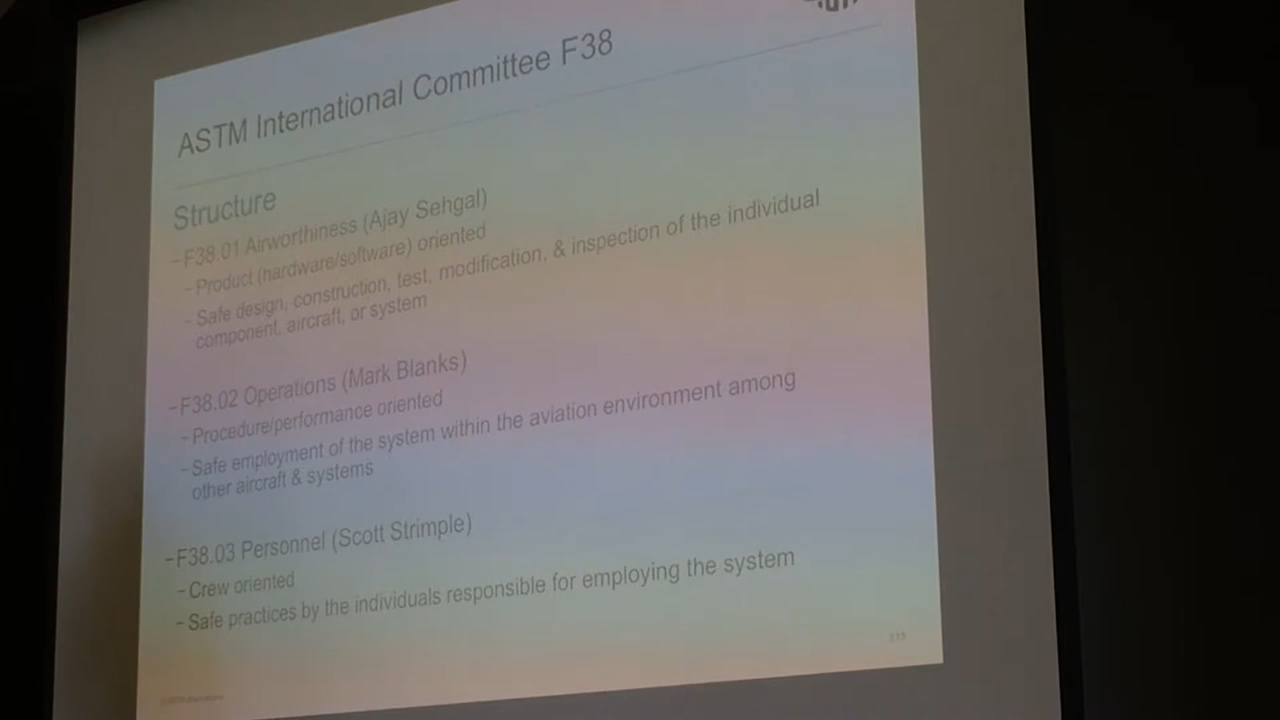 ASTM International Committee F38
Structure
–F38.01 Airworthiness (Ajay Sehgal)
– Product (hardware/software) oriented
– Safe design, construction, test, modification, & inspection of the individual
component, aircraft, or system
–F38.02 Operations (Mark Blanks)
– Procedure/performance oriented
– Safe employment of the system within the aviation environment among
other aircraft & systems
–F38.03 Personnel (Scott Strimple)
– Crew oriented
– Safe practices by the individuals responsible for employing the system